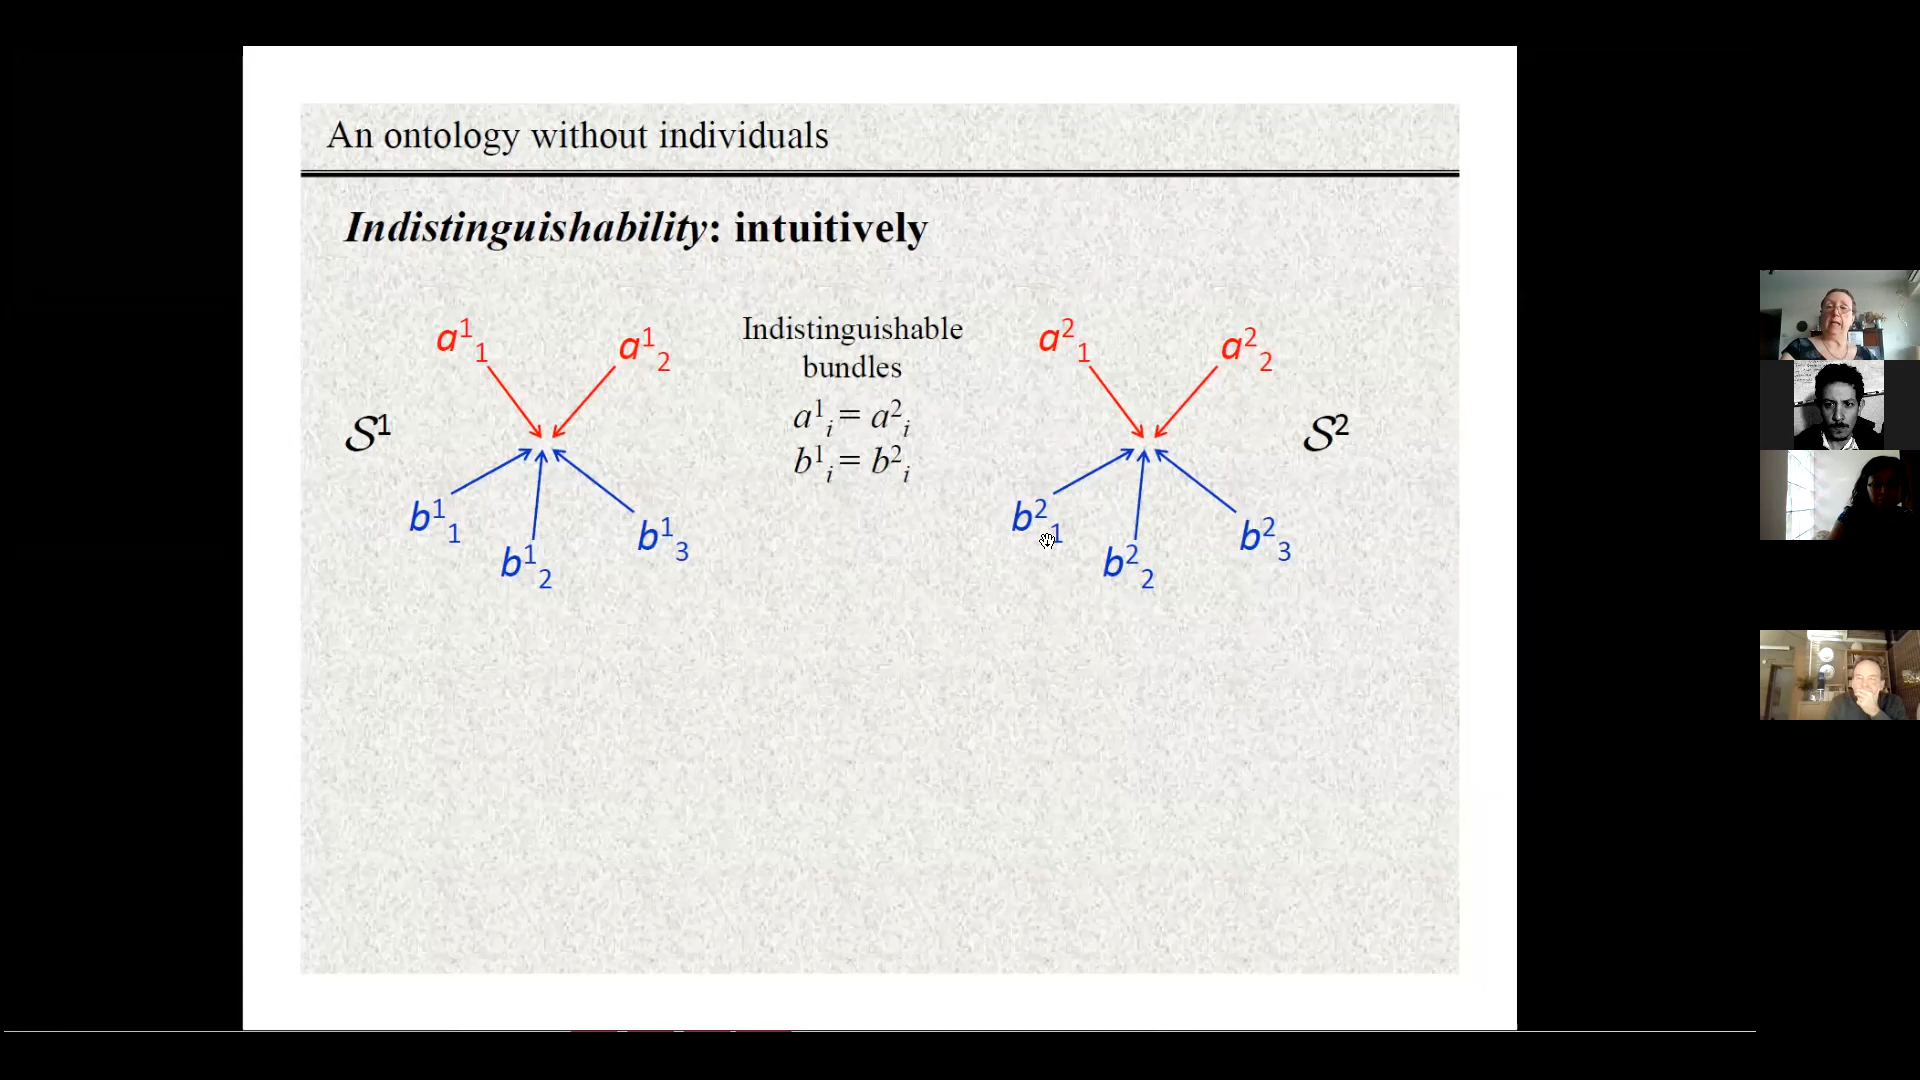 An ontology without individuals
Indistinguishability: intuitively
a¹₁ a¹₂
S¹
b¹₁ b¹₂ b¹₃
Indistinguishable
bundles
a¹ᵢ = a²ᵢ
b¹ᵢ = b²ᵢ
a²₁ a²₂
S²
b²₁ b²₂ b²₃